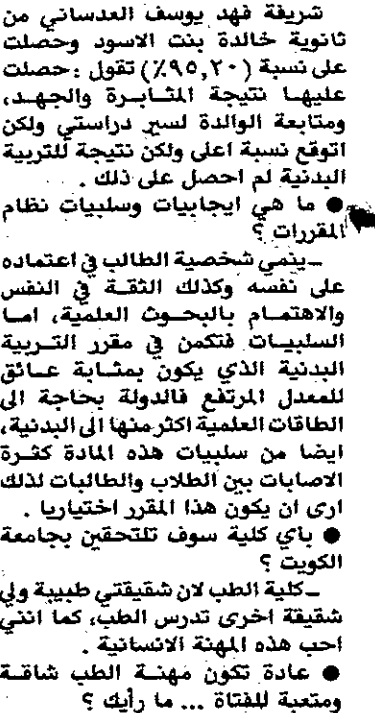 شريفة فهد يوسف العدساني من
ثانوية خالدة بنت الاسود وحصلت
على نسبة (٩٥,٢٠٪) تقول : حصلت
عليها نتيجة المثابرة والجهد،
ومتابعة الوالدة لسير دراستي ولكن
اتوقع نسبة اعلى ولكن نتيجة للتربية
البدنية لم احصل على ذلك .
● ما هي ايجابيات وسلبيات نظام
المقررات ؟
ـ ينمي شخصية الطالب في اعتماده
على نفسه وكذلك الثقة في النفس
والاهتمام بالبحوث العلمية، اما
السلبيات فتكمن في مقرر التربية
البدنية الذي يكون بمثابة عائق
للمعدل المرتفع فالدولة بحاجة الى
الطاقات العلمية اكثر منها الى البدنية،
ايضا من سلبيات هذه المادة كثرة
الاصابات بين الطلاب والطالبات لذلك
ارى ان يكون هذا المقرر اختياريا .
● باي كلية سوف تلتحقين بجامعة
الكويت ؟
ـ كلية الطب لان شقيقتي طبيبة ولي
شقيقة اخرى تدرس الطب، كما انني
احب هذه المهنة الانسانية .
● عادة تكون مهنة الطب شاقة
ومتعبة للفتاة ... ما رأيك ؟